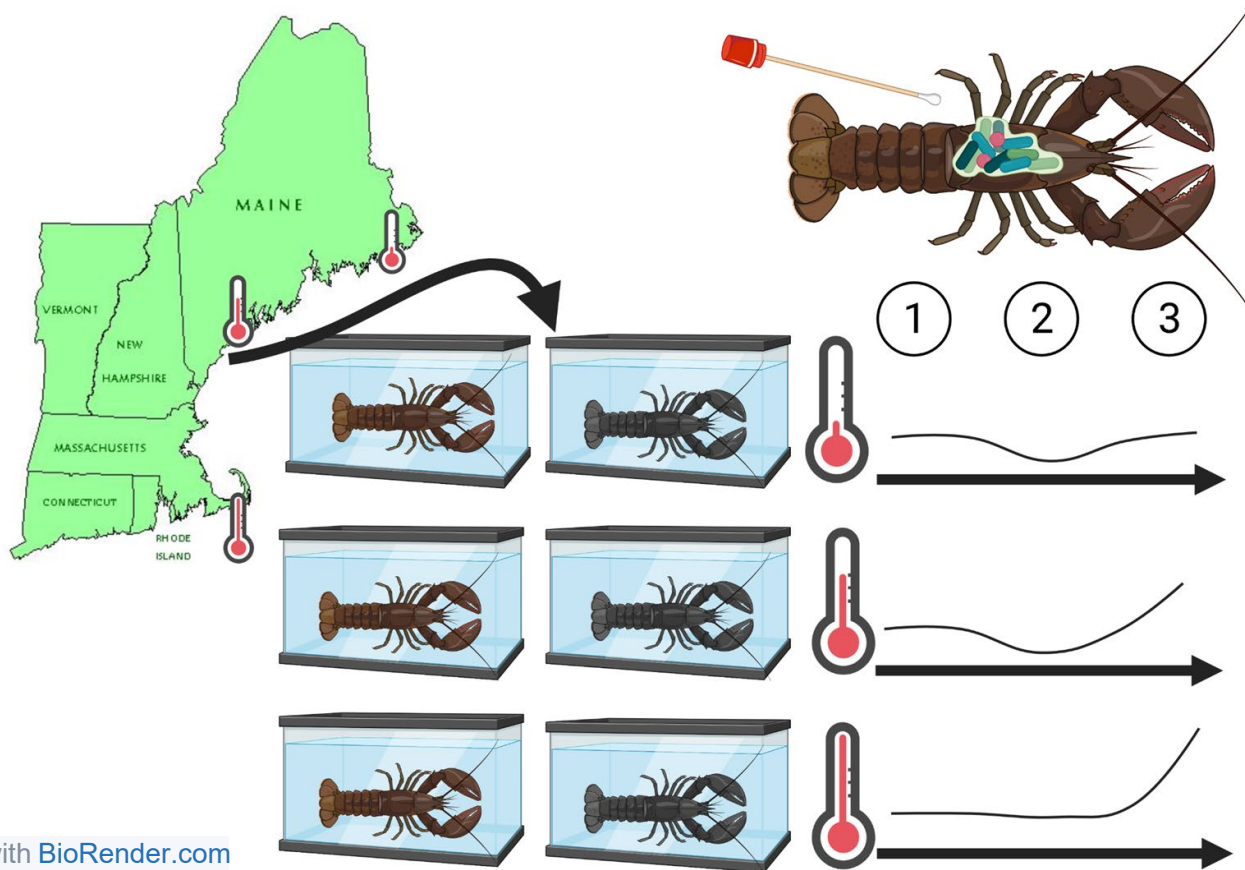 MAINE
VERMONT
NEW
HAMPSHIRE
MASSACHUSETTS
CONNECTICUT
RHODE
ISLAND
1 2 3
with BioRender.com